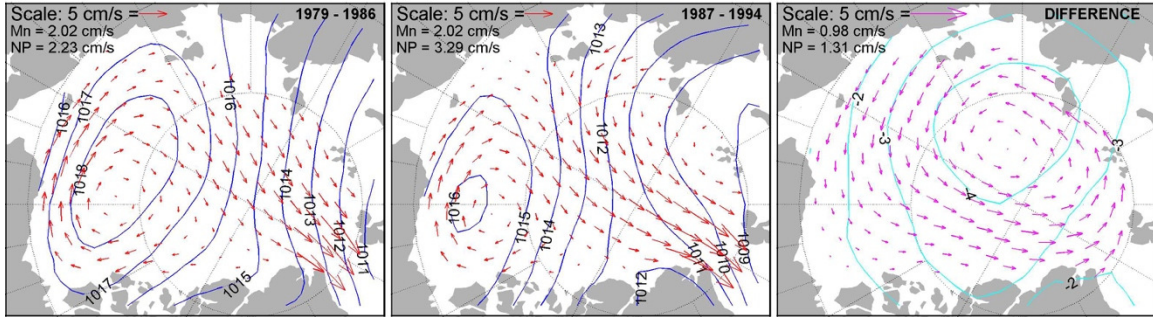 Scale: 5 cm/s =
1979 - 1986
Mn = 2.02 cm/s
NP = 2.23 cm/s
1016
1017
1016
1018
1014
1013
1012
1011
1017
1015
Scale: 5 cm/s =
1987 - 1994
Mn = 2.02 cm/s
NP = 3.29 cm/s
1013
1012
1016
1015
1014
1011
1010
1009
1012
Scale: 5 cm/s =
DIFFERENCE
Mn = 0.98 cm/s
NP = 1.31 cm/s
-2
-3
-3
-4
-2